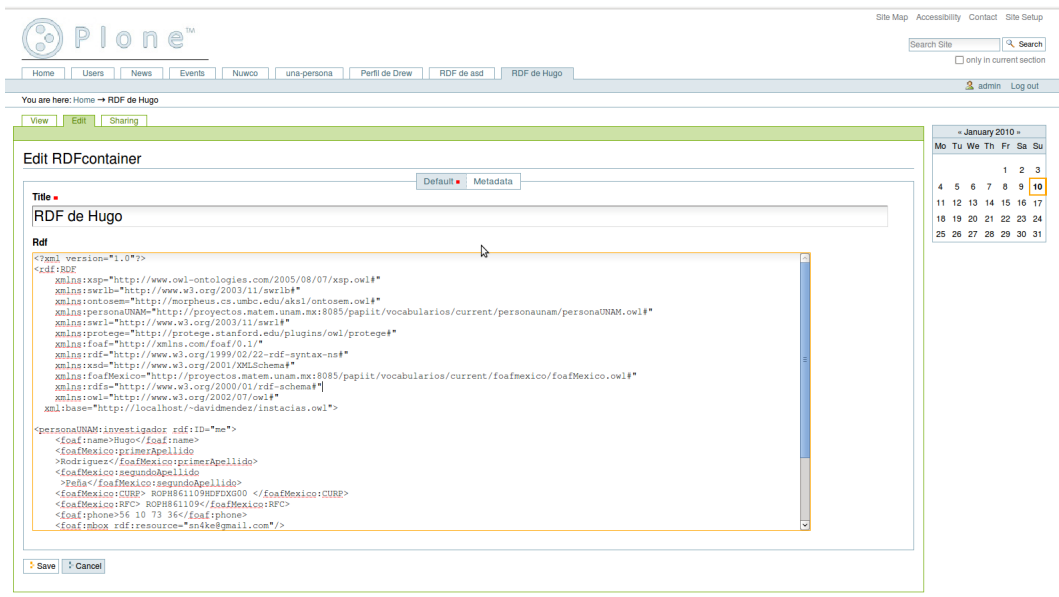 Site Map Accessibility Contact Site Setup
Plone™
Search Site Search
only in current section
Home Users News Events Nuwco una-persona Perfil de Drew RDF de asd RDF de Hugo
admin Log out
You are here: Home → RDF de Hugo
View Edit Sharing
« January 2010 »
Mo Tu We Th Fr Sa Su
1 2 3
4 5 6 7 8 9 10
11 12 13 14 15 16 17
18 19 20 21 22 23 24
25 26 27 28 29 30 31
Edit RDFcontainer
Default Metadata
Title
RDF de Hugo
Rdf
<?xml version="1.0"?>
<rdf:RDF
xmlns:xsp="http://www.owl-ontologies.com/2005/08/07/xsp.owl#"
xmlns:swrlb="http://www.w3.org/2003/11/swrlb#"
xmlns:ontosem="http://morpheus.cs.umbc.edu/aks1/ontosem.owl#"
xmlns:personaUNAM="http://proyectos.matem.unam.mx:8085/papiit/vocabularios/current/personaunam/personaUNAM.owl#"
xmlns:swrl="http://www.w3.org/2003/11/swrl#"
xmlns:protege="http://protege.stanford.edu/plugins/owl/protege#"
xmlns:foaf="http://xmlns.com/foaf/0.1/"
xmlns:rdf="http://www.w3.org/1999/02/22-rdf-syntax-ns#"
xmlns:xsd="http://www.w3.org/2001/XMLSchema#"
xmlns:foafMexico="http://proyectos.matem.unam.mx:8085/papiit/vocabularios/current/foafmexico/foafMexico.owl#"
xmlns:rdfs="http://www.w3.org/2000/01/rdf-schema#"
xmlns:owl="http://www.w3.org/2002/07/owl#"
xml:base="http://localhost/~davidmendez/instacias.owl">
<personaUNAM:investigador rdf:ID="me">
<foaf:name>Hugo</foaf:name>
<foafMexico:primerApellido
>Rodriguez</foafMexico:primerApellido>
<foafMexico:segundoApellido
>Peña</foafMexico:segundoApellido>
<foafMexico:CURP> ROPH861109HDFDXG00 </foafMexico:CURP>
<foafMexico:RFC> ROPH861109</foafMexico:RFC>
<foaf:phone>56 10 73 36</foaf:phone>
<foaf:mbox rdf:resource="sn4ke@gmail.com"/>
Save Cancel